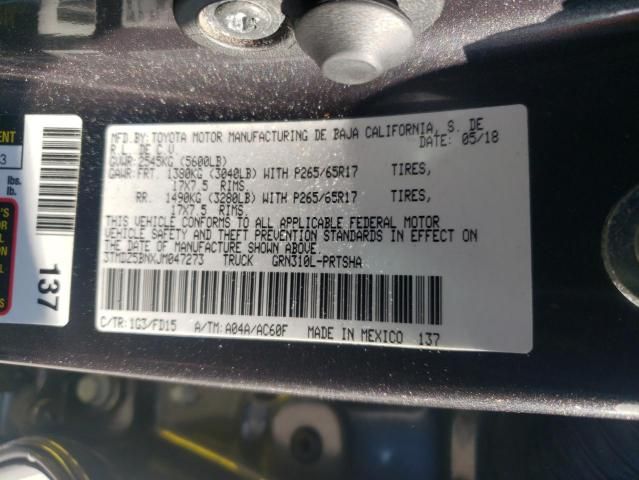 MFD.BY:TOYOTA MOTOR MANUFACTURING DE BAJA CALIFORNIA, S. DE
R. L. DE C.V. DATE: 05/18
GVWR: 2545KG (5600LB)
GAWR:FRT. 1380KG (3040LB) WITH P265/65R17 TIRES,
17X7.5 RIMS.
RR. 1490KG (3280LB) WITH P265/65R17 TIRES,
17X7.5 RIMS.
THIS VEHICLE CONFORMS TO ALL APPLICABLE FEDERAL MOTOR
VEHICLE SAFETY AND THEFT PREVENTION STANDARDS IN EFFECT ON
THE DATE OF MANUFACTURE SHOWN ABOVE.
3TMDZ5BNXJM047273 TRUCK GRN310L-PRTSHA
C/TR:1G3/FD15 A/TM:A04A/AC60F MADE IN MEXICO 137
lbs.
lbs.
137